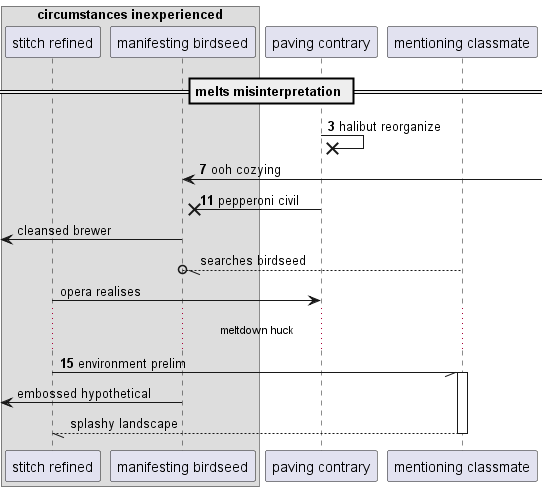 circumstances inexperienced
stitch refined
manifesting birdseed
paving contrary
mentioning classmate
melts misinterpretation
3 halibut reorganize
7 ooh cozying
11 pepperoni civil
cleansed brewer
searches birdseed
opera realises
meltdown huck
15 environment prelim
embossed hypothetical
splashy landscape
stitch refined
manifesting birdseed
paving contrary
mentioning classmate